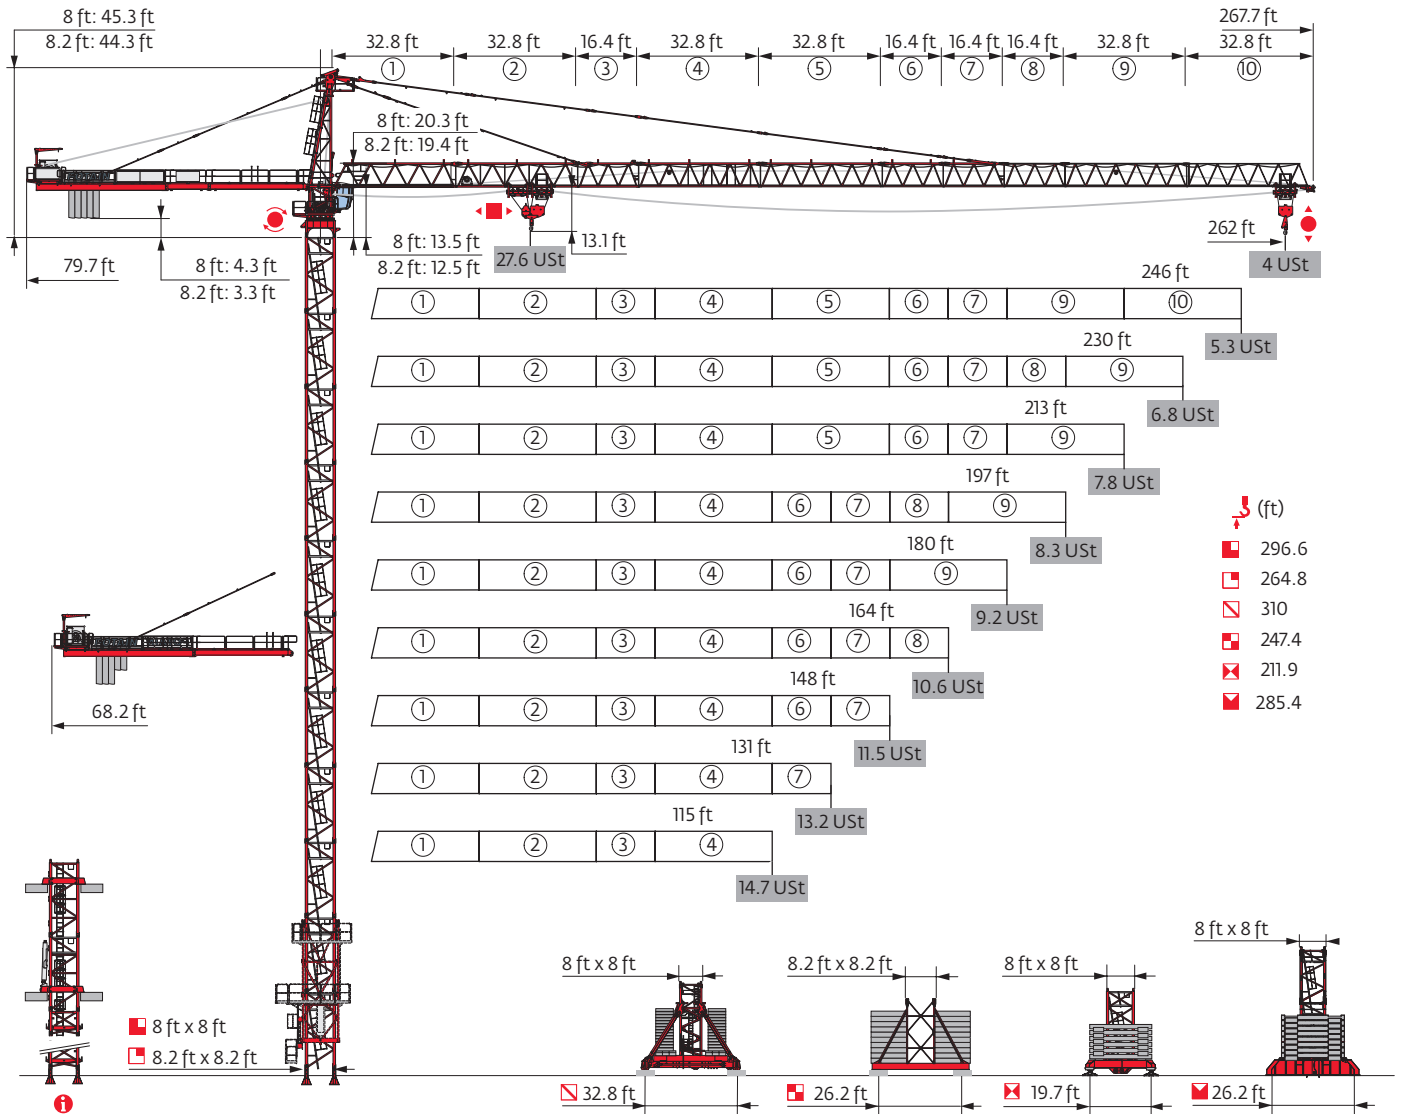 8 ft: 45.3 ft
8.2 ft: 44.3 ft
267.7 ft
32.8 ft 32.8 ft 16.4 ft 32.8 ft 32.8 ft 16.4 ft 16.4 ft 16.4 ft 32.8 ft 32.8 ft
① ② ③ ④ ⑤ ⑥ ⑦ ⑧ ⑨ ⑩
8 ft: 20.3 ft
8.2 ft: 19.4 ft
8 ft: 13.5 ft
8.2 ft: 12.5 ft
27.6 USt
13.1 ft
262 ft
4 USt
79.7 ft
8 ft: 4.3 ft
8.2 ft: 3.3 ft
246 ft
① ② ③ ④ ⑤ ⑥ ⑦ ⑨ ⑩
5.3 USt
230 ft
① ② ③ ④ ⑤ ⑥ ⑦ ⑧ ⑨
6.8 USt
213 ft
① ② ③ ④ ⑤ ⑥ ⑦ ⑨
7.8 USt
197 ft
① ② ③ ④ ⑥ ⑦ ⑧ ⑨
8.3 USt
180 ft
① ② ③ ④ ⑥ ⑦ ⑨
9.2 USt
164 ft
① ② ③ ④ ⑥ ⑦ ⑧
10.6 USt
148 ft
① ② ③ ④ ⑥ ⑦
11.5 USt
131 ft
① ② ③ ④ ⑦
13.2 USt
115 ft
① ② ③ ④
14.7 USt
(ft)
296.6
264.8
310
247.4
211.9
285.4
68.2 ft
8 ft x 8 ft
8.2 ft x 8.2 ft
i
8 ft x 8 ft
32.8 ft
8.2 ft x 8.2 ft
26.2 ft
8 ft x 8 ft
19.7 ft
8 ft x 8 ft
26.2 ft